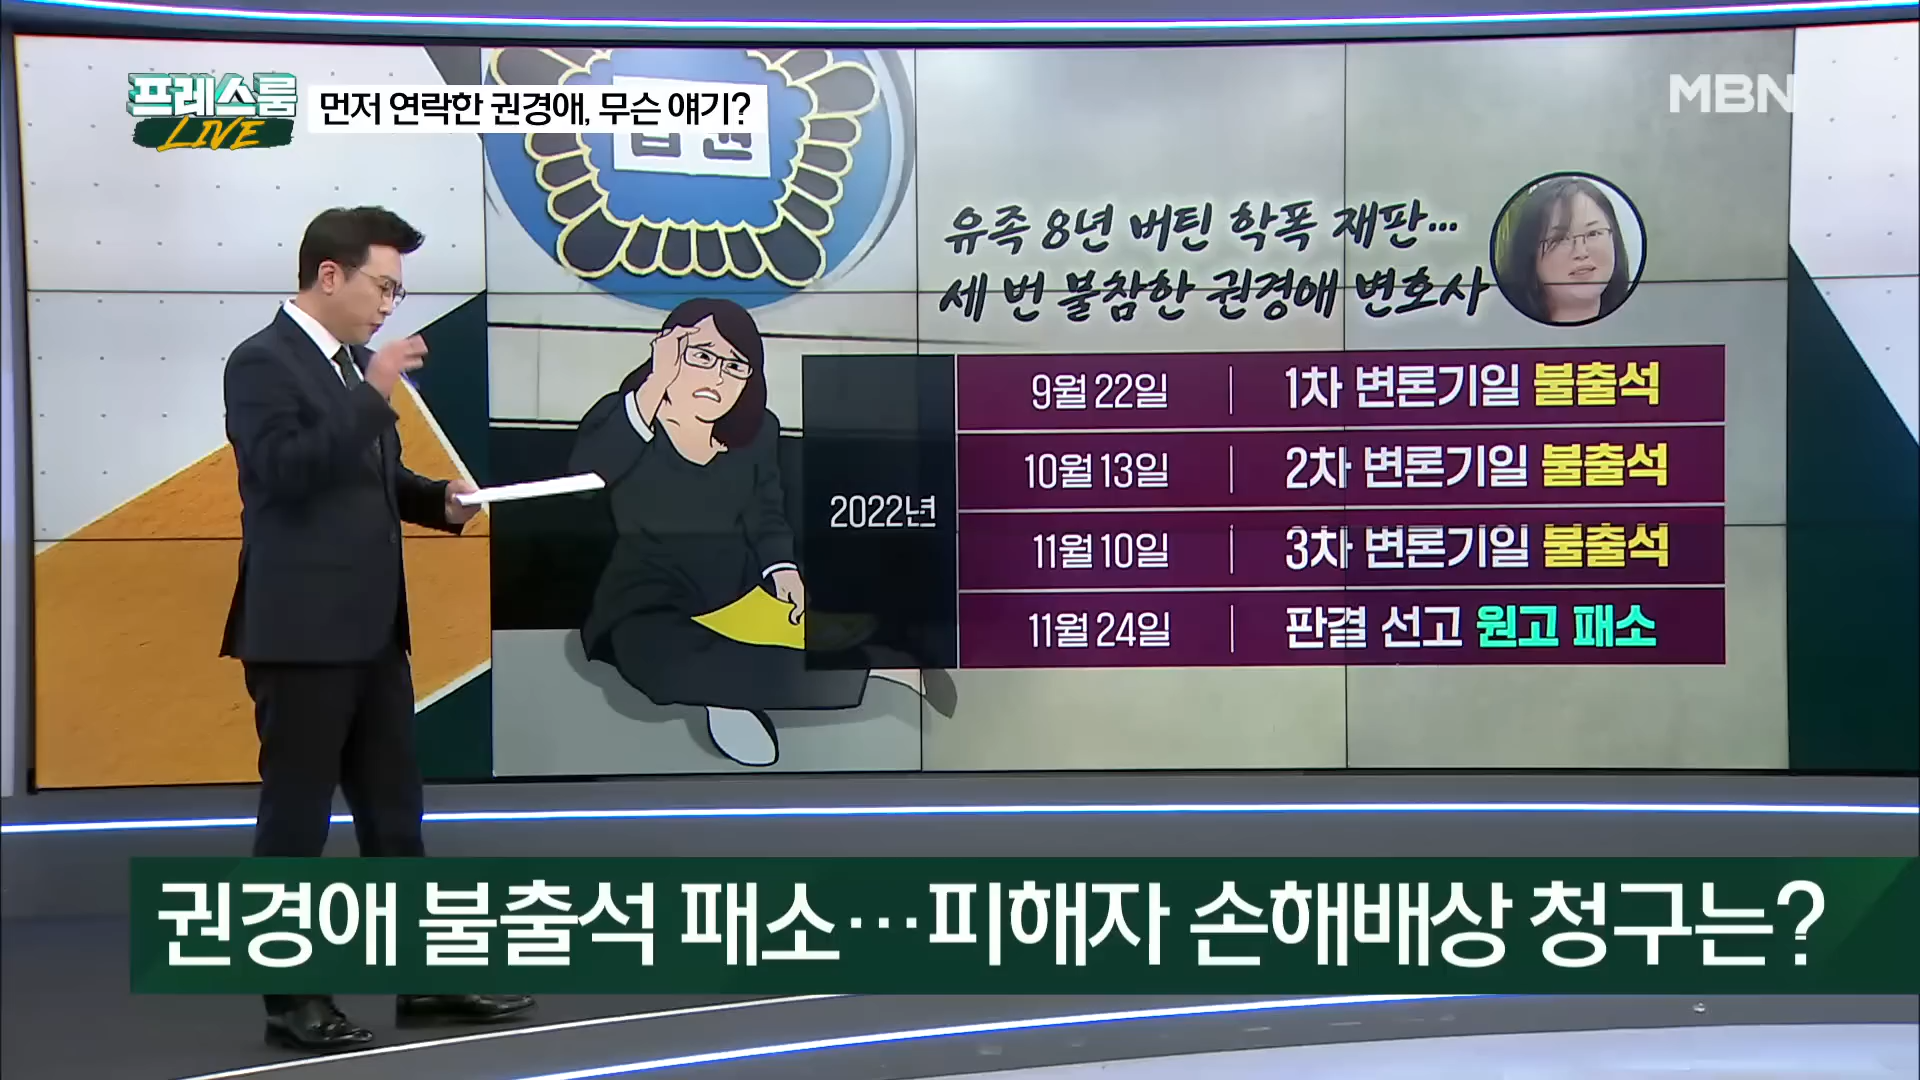 프레스룸
LIVE
먼저 연락한 권경애, 무슨 얘기?
MBN
법원
유족 8년 버틴 학폭 재판...
세 번 불참한 권경애 변호사
2022년
9월 22일 1차 변론기일 불출석
10월 13일 2차 변론기일 불출석
11월 10일 3차 변론기일 불출석
11월 24일 판결 선고 원고 패소
권경애 불출석 패소…피해자 손해배상 청구는?